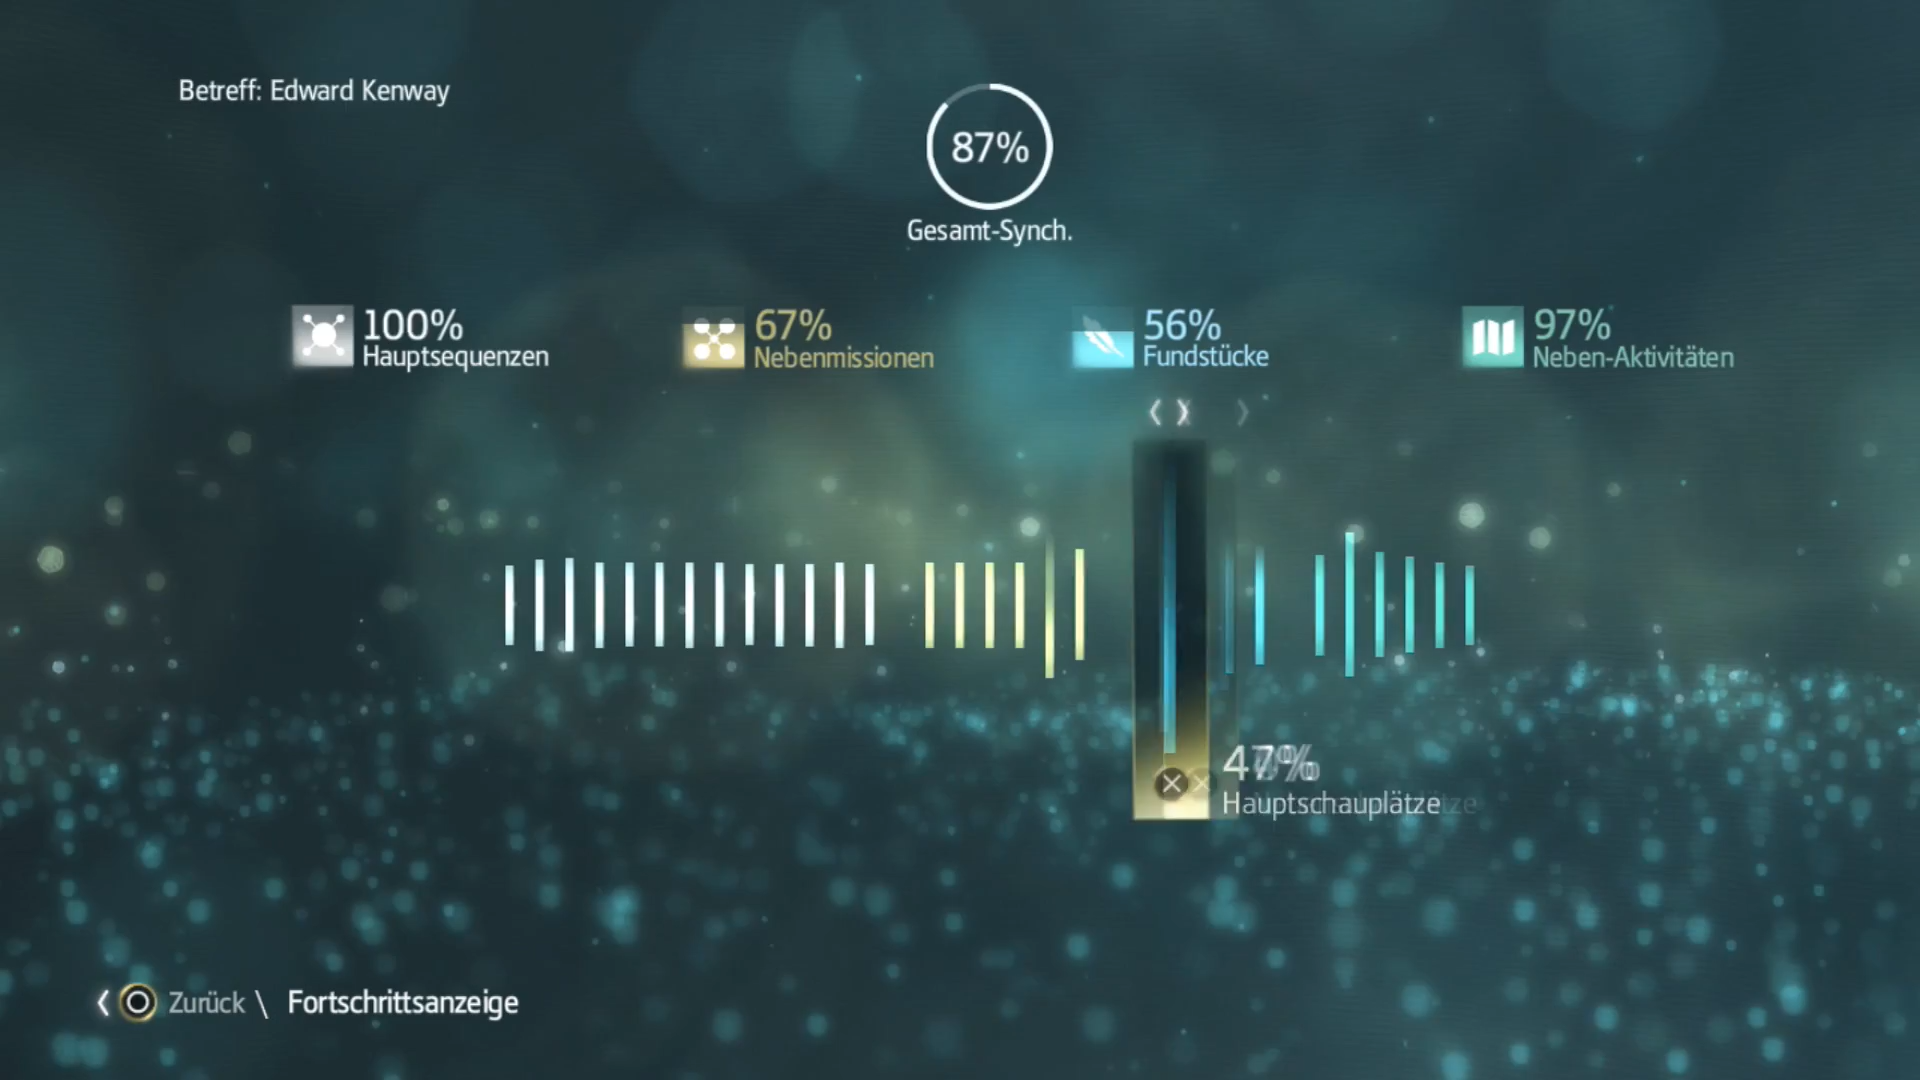 Betreff: Edward Kenway
87%
Gesamt-Synch.
100%
Hauptsequenzen
67%
Nebenmissionen
56%
Fundstücke
97%
Neben-Aktivitäten
Hauptschauplätze
Zurück \ Fortschrittsanzeige